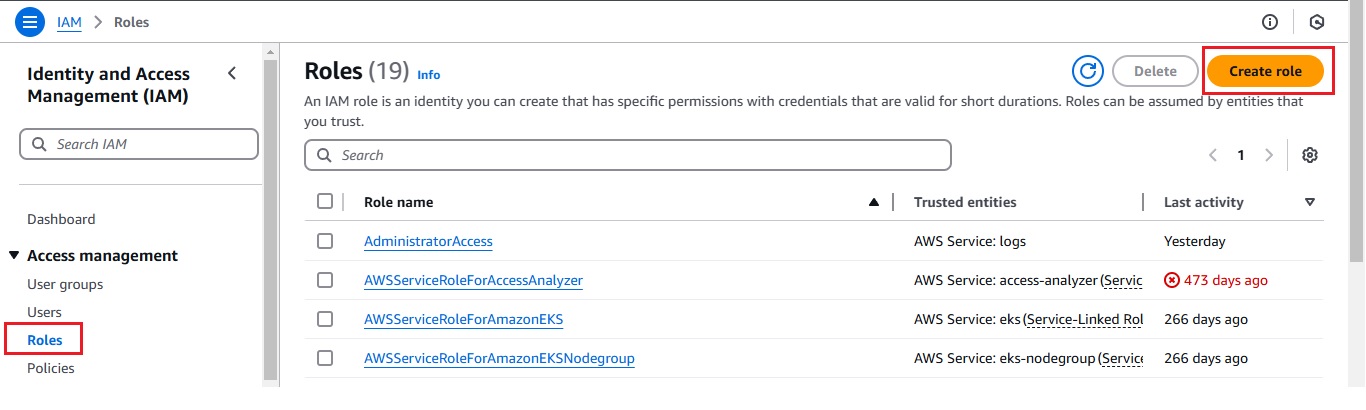 IAM > Roles
Identity and Access
Management (IAM)
Search IAM
Dashboard
Access management
User groups
Users
Roles
Policies
Roles (19) Info
Delete
Create role
An IAM role is an identity you can create that has specific permissions with credentials that are valid for short durations. Roles can be assumed by entities that
you trust.
Search
1
Role name Trusted entities Last activity
AdministratorAccess AWS Service: logs Yesterday
AWSServiceRoleForAccessAnalyzer AWS Service: access-analyzer (Servic 473 days ago
AWSServiceRoleForAmazonEKS AWS Service: eks (Service-Linked Rol 266 days ago
AWSServiceRoleForAmazonEKSNodegroup AWS Service: eks-nodegroup (Service 266 days ago